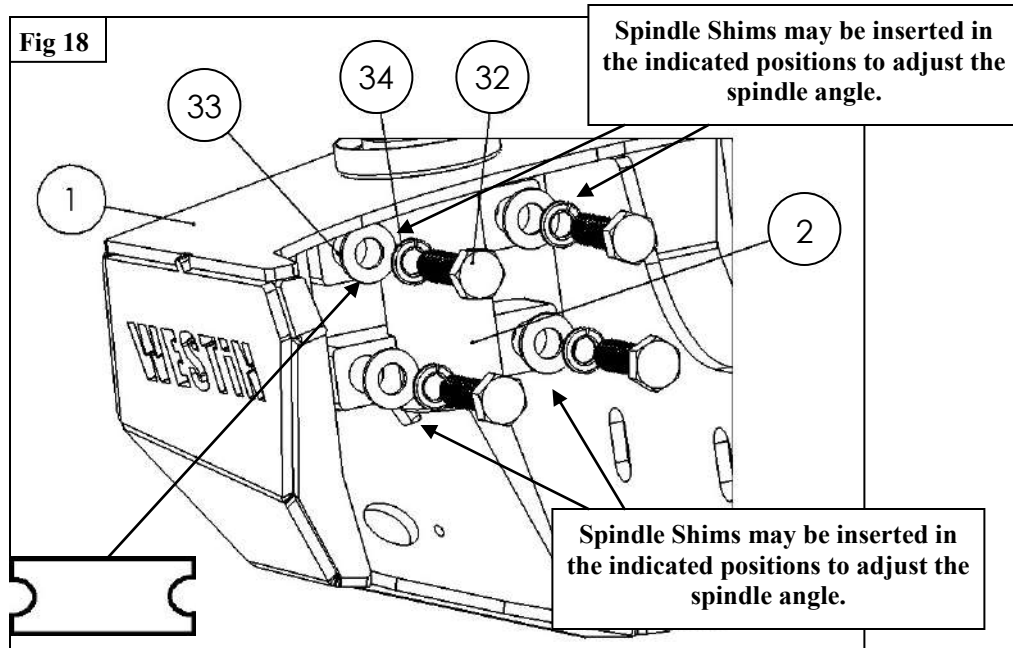 Fig 18
Spindle Shims may be inserted in
the indicated positions to adjust the
spindle angle.
34
32
33
1
2
WESTHK
Spindle Shims may be inserted in
the indicated positions to adjust the
spindle angle.